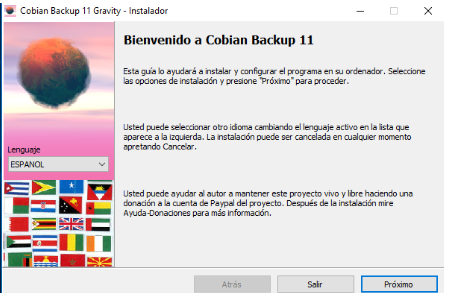 Cobian Backup 11 Gravity - Instalador
Bienvenido a Cobian Backup 11
Esta guía lo ayudará a instalar y configurar el programa en su ordenador. Seleccione
las opciones de instalación y presione "Próximo" para proceder.
Usted puede seleccionar otro idioma cambiando el lenguaje activo en la lista que
aparece a la izquierda. La instalación puede ser cancelada en cualquier momento
apretando Cancelar.
Lenguaje
ESPANOL
Usted puede ayudar al autor a mantener este proyecto vivo y libre haciendo una
donación a la cuenta de Paypal del proyecto. Después de la instalación mire
Ayuda-Donaciones para más información.
Atrás
Salir
Próximo